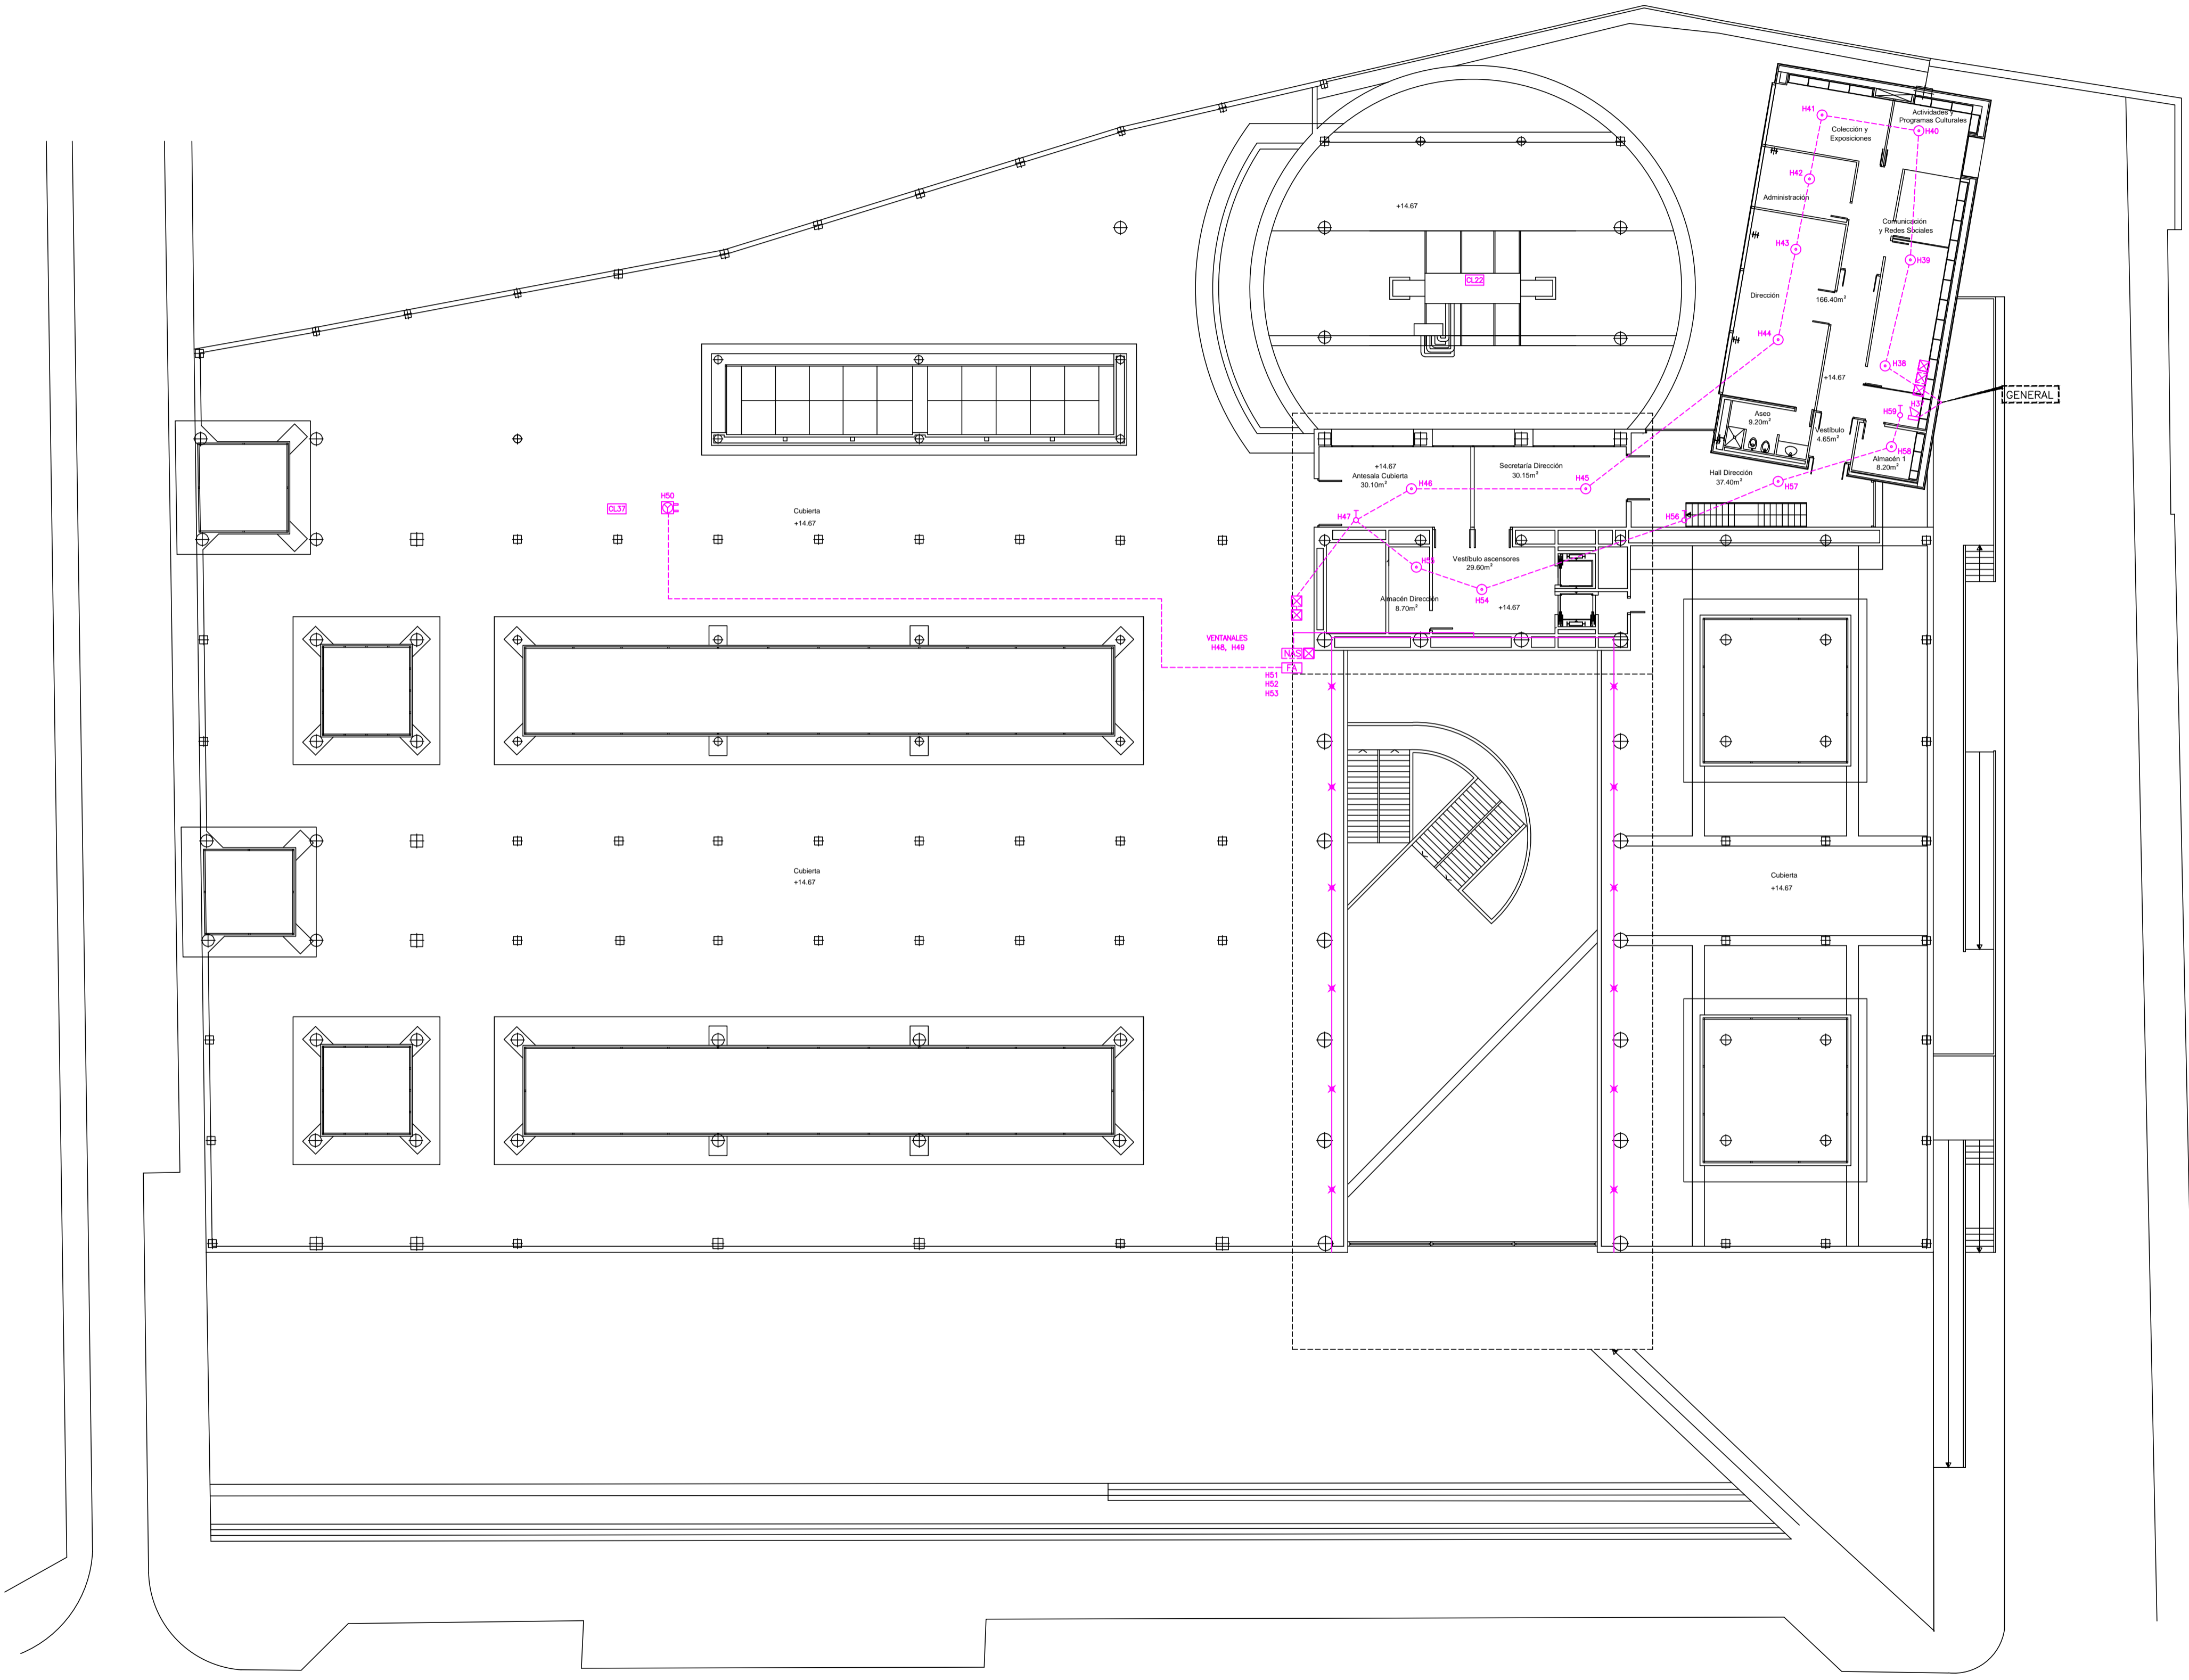 H41
Actividades y
Programas Culturales
H40
Colección y
Exposiciones
H42
Administración
+14.67
Comunicación
y Redes Sociales
H43
H39
CL22
Dirección
166.40m²
H44
H38
+14.67
GENERAL
H37
H59
Aseo
9.20m²
Vestíbulo
4.65m²
H58
Almacén 1
8.20m²
+14.67
Antesala Cubierta
30.10m²
Secretaría Dirección
30.15m²
Hall Dirección
37.40m²
H46
H45
H57
H50
CL37
Cubierta
+14.67
H47
H56
Vestíbulo ascensores
29.60m²
H55
H54
Almacén Dirección
8.70m²
+14.67
VENTANALES
H48, H49
NAS
FA
H51
H52
H53
Cubierta
+14.67
Cubierta
+14.67